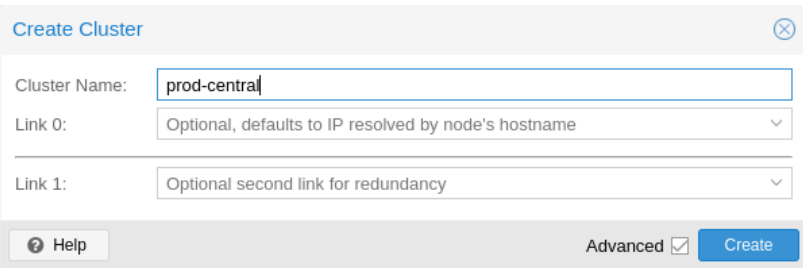 Create Cluster
Cluster Name: prod-central
Link 0: Optional, defaults to IP resolved by node's hostname
Link 1: Optional second link for redundancy
Help Advanced Create